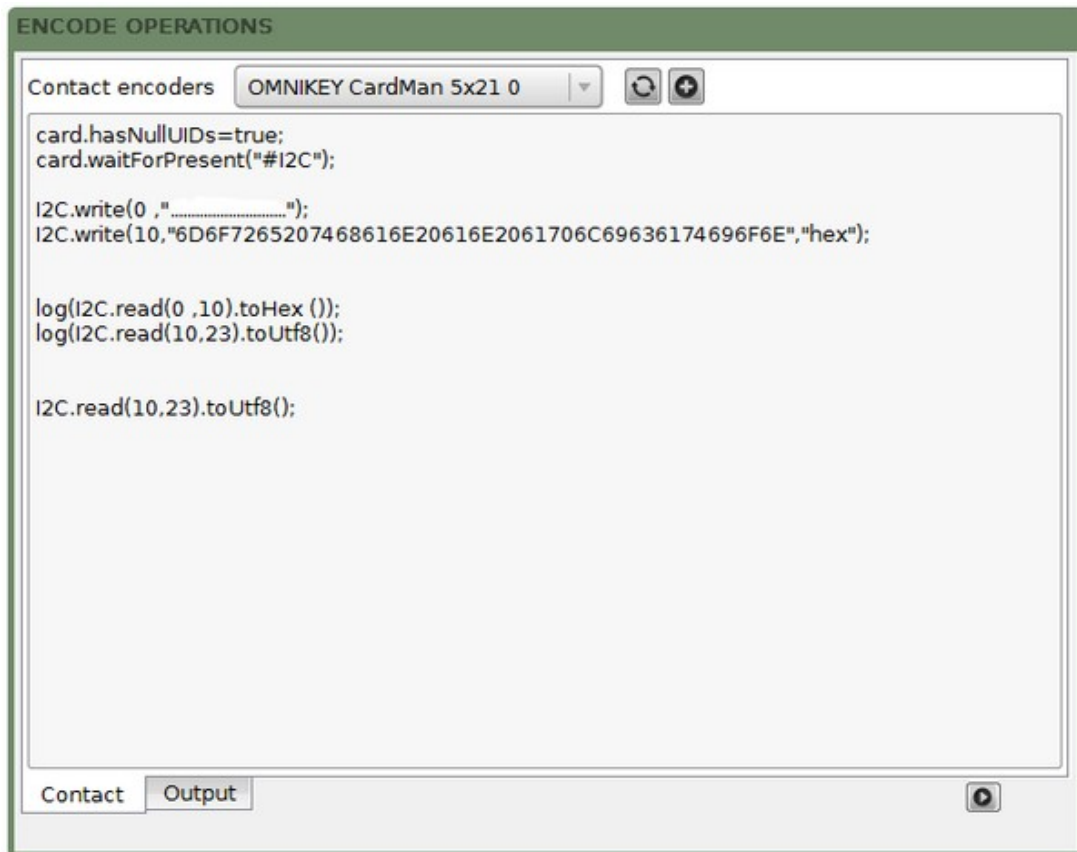 ENCODE OPERATIONS
Contact encoders OMNIKEY CardMan 5x21 0
card.hasNullUIDs=true;
card.waitForPresent("#I2C");
I2C.write(0 ,"..............................");
I2C.write(10,"6D6F7265207468616E20616E2061706C69636174696F6E","hex");
log(I2C.read(0 ,10).toHex ());
log(I2C.read(10,23).toUtf8());
I2C.read(10,23).toUtf8();
Contact Output